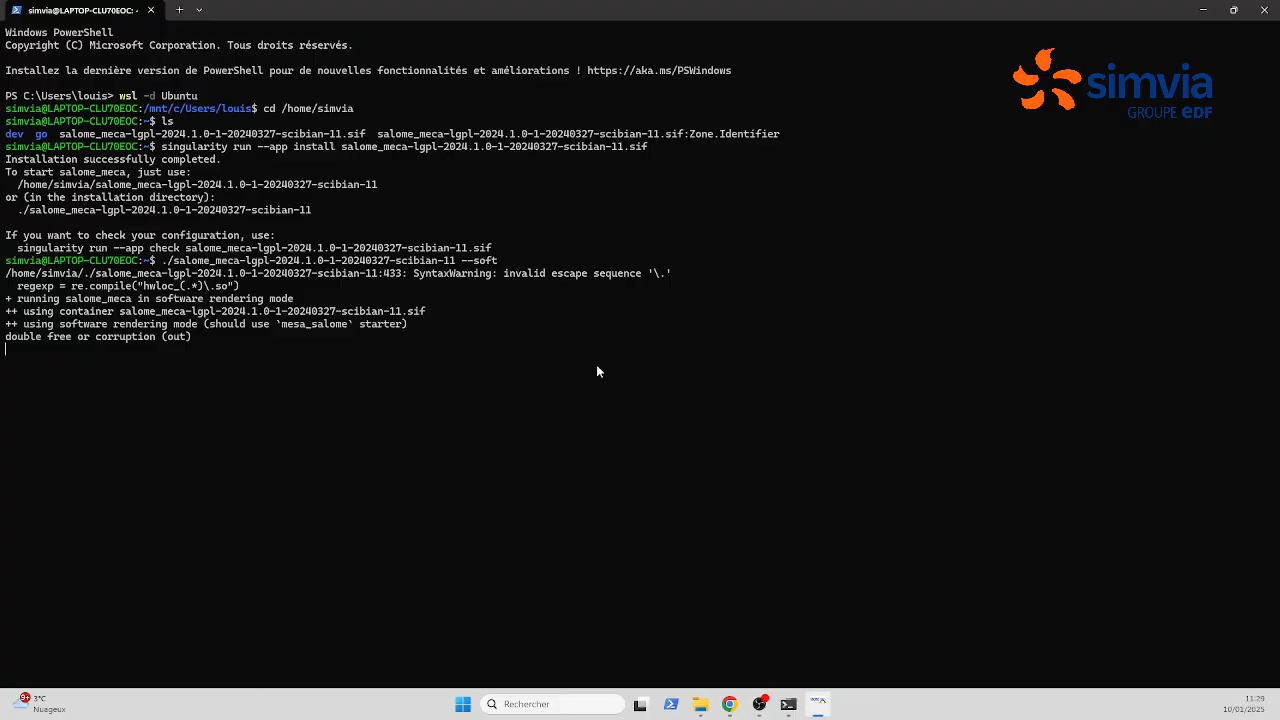 simvia@LAPTOP-CLU70EOC: ~
Windows PowerShell
Copyright (C) Microsoft Corporation. Tous droits réservés.
Installez la dernière version de PowerShell pour de nouvelles fonctionnalités et améliorations ! https://aka.ms/PSWindows
PS C:\Users\louis> wsl -d Ubuntu
simvia@LAPTOP-CLU70EOC:/mnt/c/Users/louis$ cd /home/simvia
simvia@LAPTOP-CLU70EOC:~$ ls
dev  go  salome_meca-lgpl-2024.1.0-1-20240327-scibian-11.sif  salome_meca-lgpl-2024.1.0-1-20240327-scibian-11.sif:Zone.Identifier
simvia@LAPTOP-CLU70EOC:~$ singularity run --app install salome_meca-lgpl-2024.1.0-1-20240327-scibian-11.sif
Installation successfully completed.
To start salome_meca, just use:
  /home/simvia/salome_meca-lgpl-2024.1.0-1-20240327-scibian-11
or (in the installation directory):
  ./salome_meca-lgpl-2024.1.0-1-20240327-scibian-11
If you want to check your configuration, use:
  singularity run --app check salome_meca-lgpl-2024.1.0-1-20240327-scibian-11.sif
simvia@LAPTOP-CLU70EOC:~$ ./salome_meca-lgpl-2024.1.0-1-20240327-scibian-11 --soft
/home/simvia/./salome_meca-lgpl-2024.1.0-1-20240327-scibian-11:433: SyntaxWarning: invalid escape sequence '\.'
  regexp = re.compile("hwloc_(.*)\.so")
+ running salome_meca in software rendering mode
++ using container salome_meca-lgpl-2024.1.0-1-20240327-scibian-11.sif
++ using software rendering mode (should use `mesa_salome` starter)
double free or corruption (out)
simvia
GROUPE eDF
9+
3°C
Nuageux
Rechercher
11:29
10/01/2025